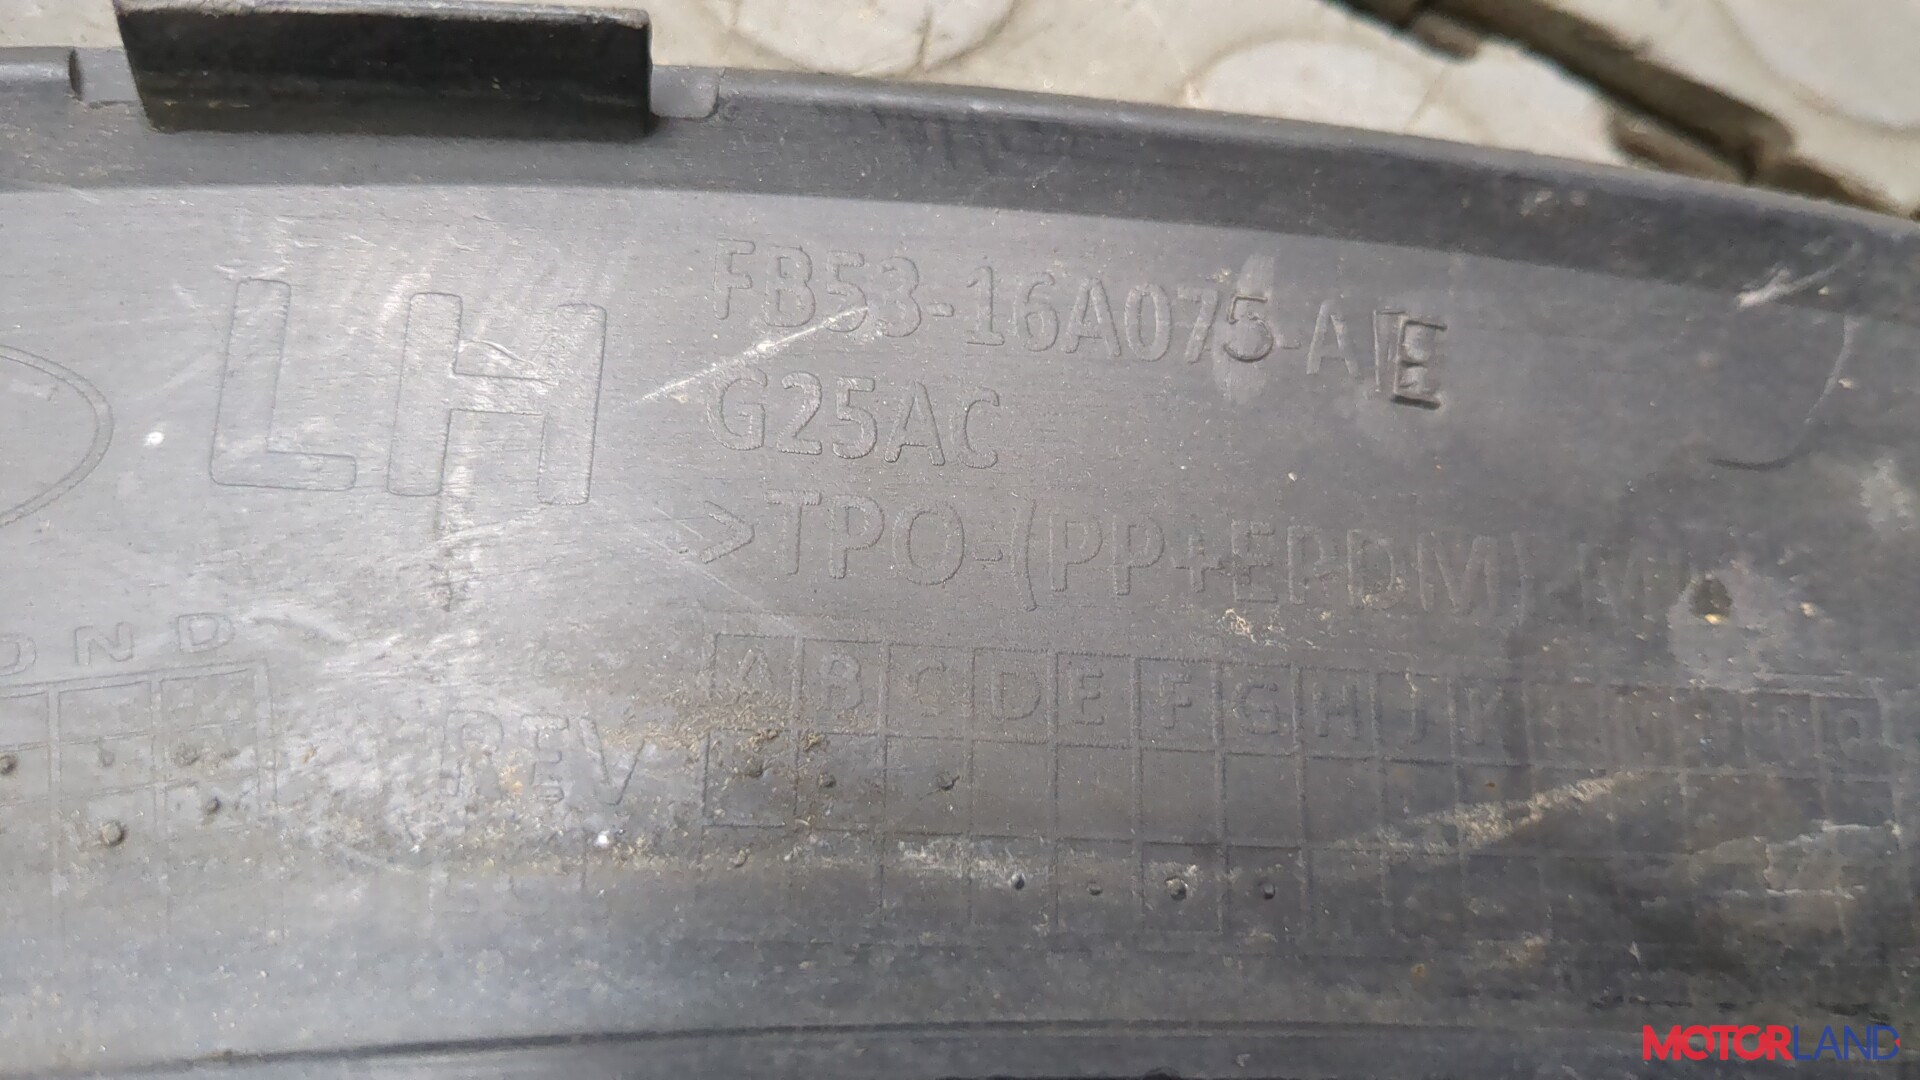 LH
FB53-16A075-AE
G25AC
>TPO-(PP+EPDM)
O N D
REV
A B C D E F G H J
MOTORLAND